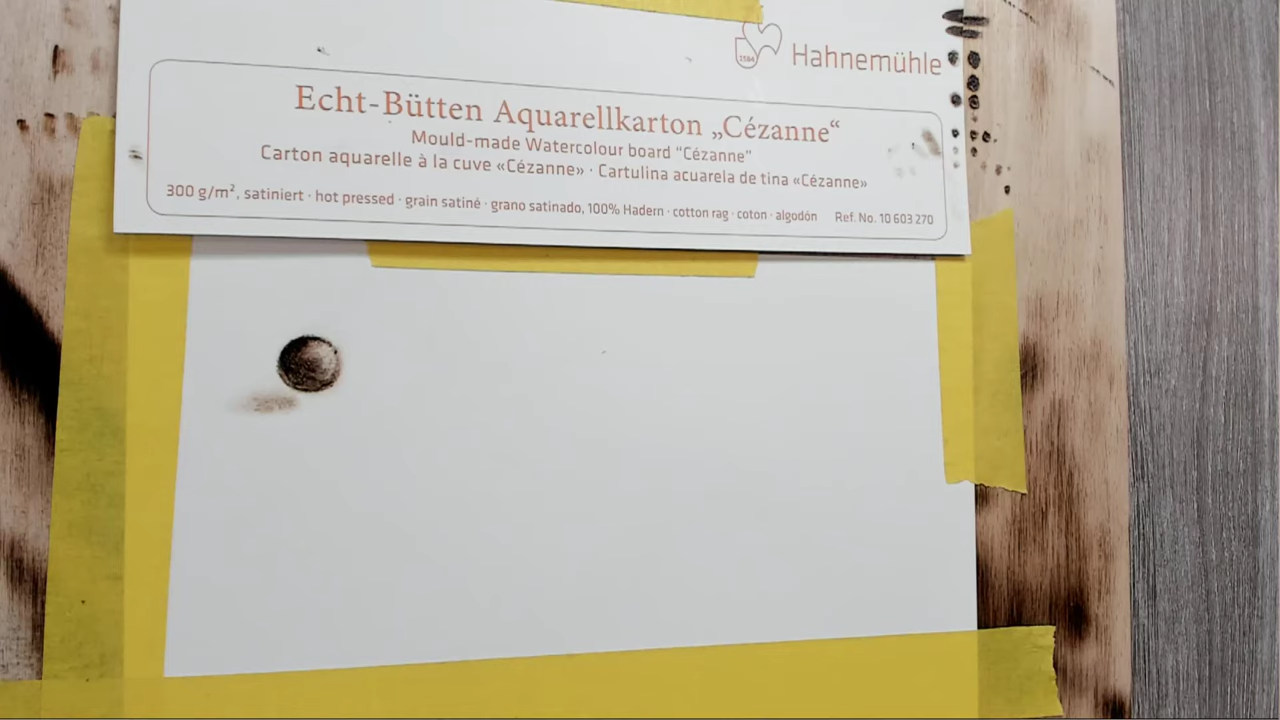 1584
Hahnemühle
Echt-Bütten Aquarellkarton „Cézanne“
Mould-made Watercolour board "Cézanne"
Carton aquarelle à la cuve «Cézanne» · Cartulina acuarela de tina «Cézanne»
300 g/m², satiniert · hot pressed · grain satiné · grano satinado, 100% Hadern · cotton rag · coton · algodón Ref. No. 10 603 270